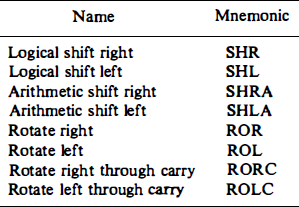 Name Mnemonic
Logical shift right SHR
Logical shift left SHL
Arithmetic shift right SHRA
Arithmetic shift left SHLA
Rotate right ROR
Rotate left ROL
Rotate right through carry RORC
Rotate left through carry ROLC